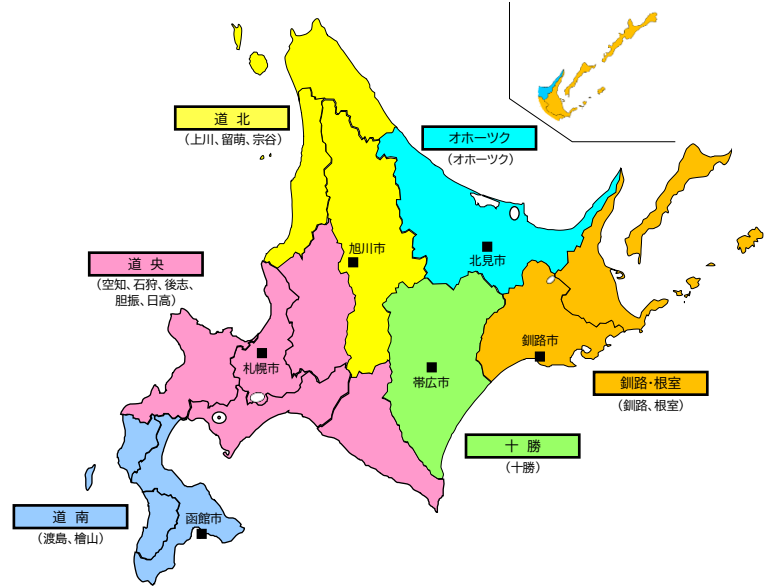 道 北
(上川、留萌、宗谷)
オホーツク
(オホーツク)
旭川市
北見市
道 央
(空知、石狩、後志、
胆振、日高)
札幌市
帯広市
釧路市
釧路・根室
(釧路、根室)
十 勝
(十勝)
道 南
(渡島、檜山)
函館市